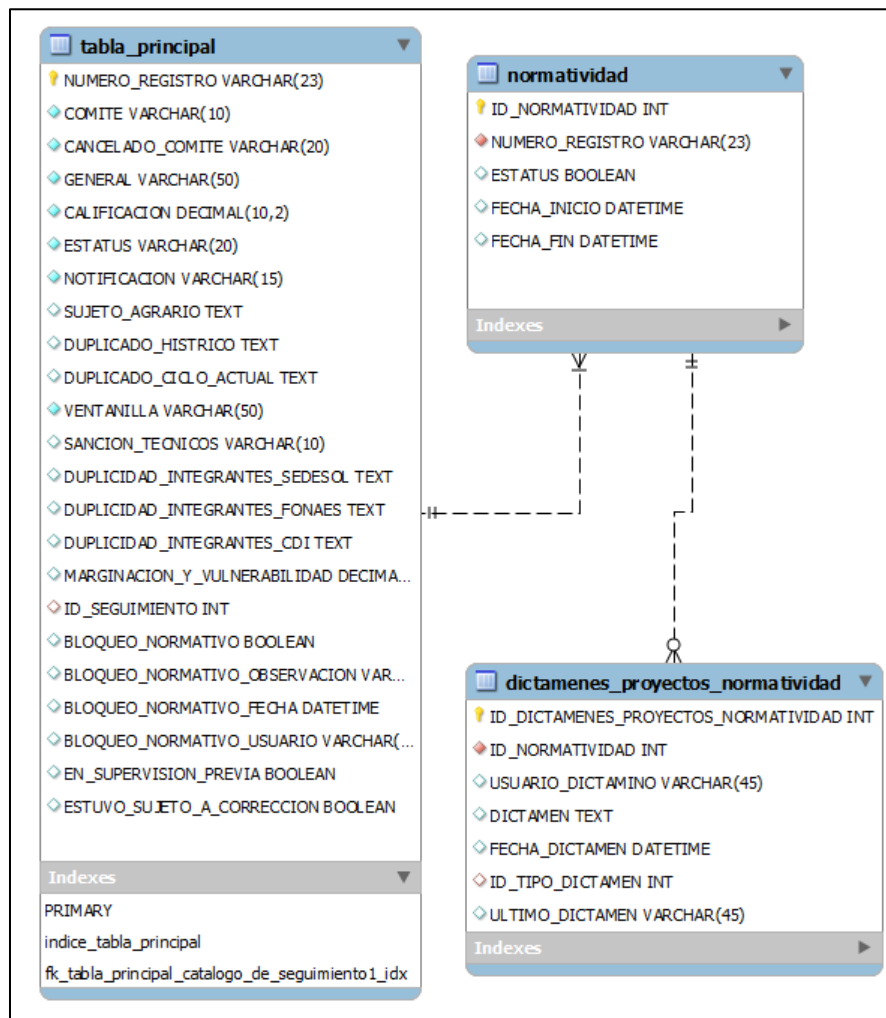 tabla_principal
NUMERO_REGISTRO VARCHAR(23)
COMITE VARCHAR(10)
CANCELADO_COMITE VARCHAR(20)
GENERAL VARCHAR(50)
CALIFICACION DECIMAL(10,2)
ESTATUS VARCHAR(20)
NOTIFICACION VARCHAR(15)
SUJETO_AGRARIO TEXT
DUPLICADO_HISTRICO TEXT
DUPLICADO_CICLO_ACTUAL TEXT
VENTANILLA VARCHAR(50)
SANCION_TECNICOS VARCHAR(10)
DUPLICIDAD_INTEGRANTES_SEDESOL TEXT
DUPLICIDAD_INTEGRANTES_FONAES TEXT
DUPLICIDAD_INTEGRANTES_CDI TEXT
MARGINACION_Y_VULNERABILIDAD DECIMA...
ID_SEGUIMIENTO INT
BLOQUEO_NORMATIVO BOOLEAN
BLOQUEO_NORMATIVO_OBSERVACION VAR...
BLOQUEO_NORMATIVO_FECHA DATETIME
BLOQUEO_NORMATIVO_USUARIO VARCHAR(...
EN_SUPERVISION_PREVIA BOOLEAN
ESTUVO_SUJETO_A_CORRECCION BOOLEAN
Indexes
PRIMARY
indice_tabla_principal
fk_tabla_principal_catalogo_de_seguimiento1_idx
normatividad
ID_NORMATIVIDAD INT
NUMERO_REGISTRO VARCHAR(23)
ESTATUS BOOLEAN
FECHA_INICIO DATETIME
FECHA_FIN DATETIME
Indexes
dictamenes_proyectos_normatividad
ID_DICTAMENES_PROYECTOS_NORMATIVIDAD INT
ID_NORMATIVIDAD INT
USUARIO_DICTAMINO VARCHAR(45)
DICTAMEN TEXT
FECHA_DICTAMEN DATETIME
ID_TIPO_DICTAMEN INT
ULTIMO_DICTAMEN VARCHAR(45)
Indexes